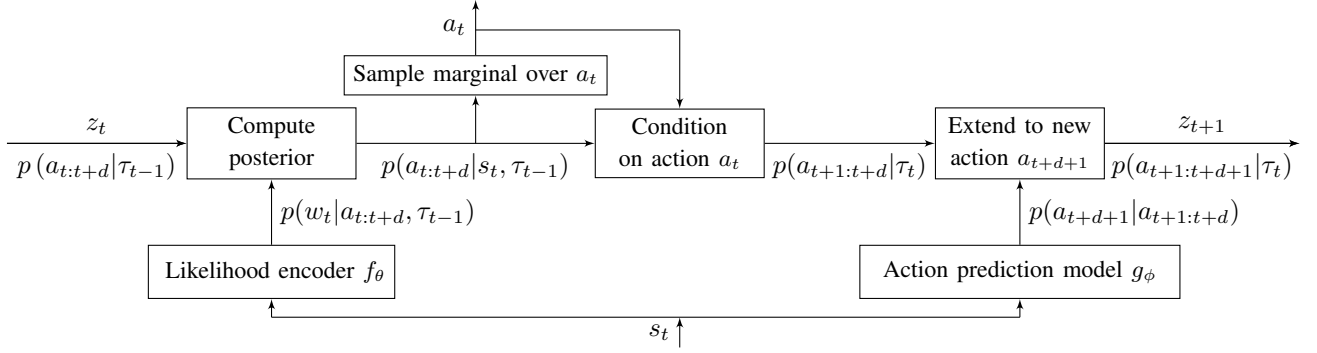 a_t
Sample marginal over a_t
z_t
p (a_{t:t+d}|τ_{t−1})
Compute
posterior
p(a_{t:t+d}|s_t, τ_{t−1})
Condition
on action a_t
p(a_{t+1:t+d}|τ_t)
Extend to new
action a_{t+d+1}
z_{t+1}
p(a_{t+1:t+d+1}|τ_t)
p(w_t|a_{t:t+d}, τ_{t−1})
p(a_{t+d+1}|a_{t+1:t+d})
Likelihood encoder f_θ
Action prediction model g_ϕ
s_t